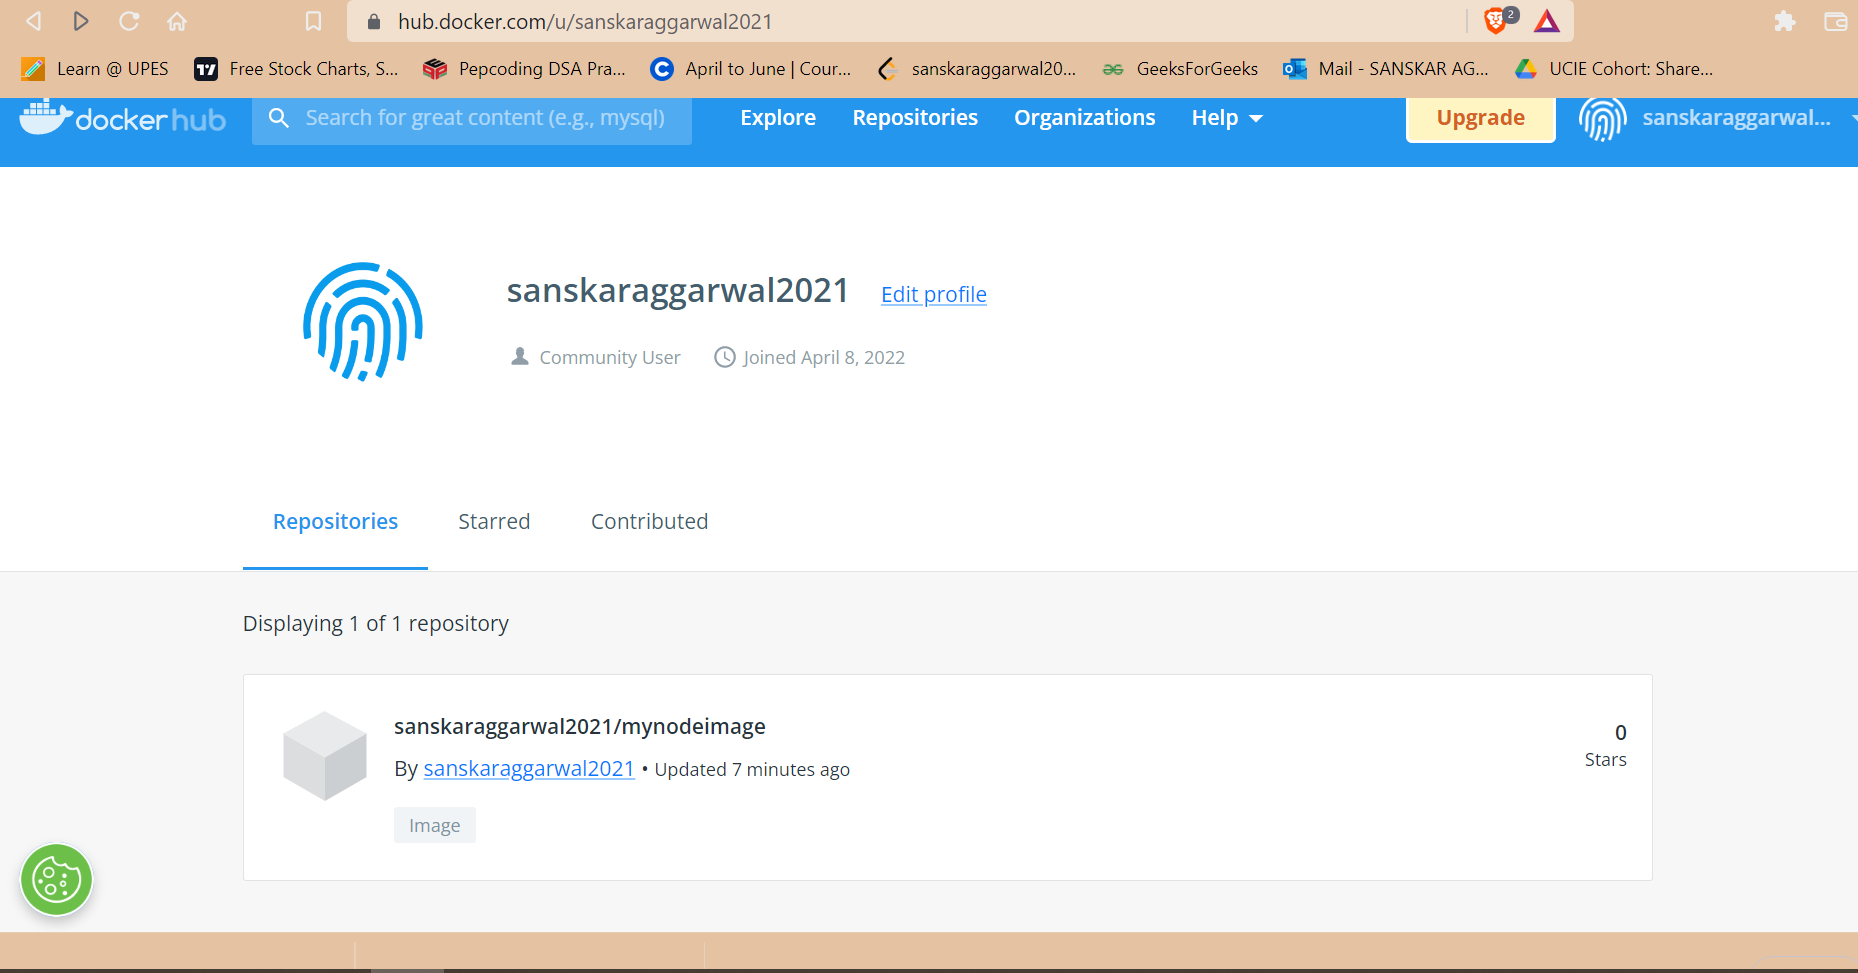 hub.docker.com/u/sanskaraggarwal2021
2
Learn @ UPES
Free Stock Charts, S...
Pepcoding DSA Pra...
April to June | Cour...
sanskaraggarwal20...
GeeksForGeeks
Mail - SANSKAR AG...
UCIE Cohort: Share...
dockerhub
Search for great content (e.g., mysql)
Explore
Repositories
Organizations
Help
Upgrade
sanskaraggarwal...
sanskaraggarwal2021
Edit profile
Community User
Joined April 8, 2022
Repositories
Starred
Contributed
Displaying 1 of 1 repository
sanskaraggarwal2021/mynodeimage
0
By sanskaraggarwal2021 • Updated 7 minutes ago
Stars
Image